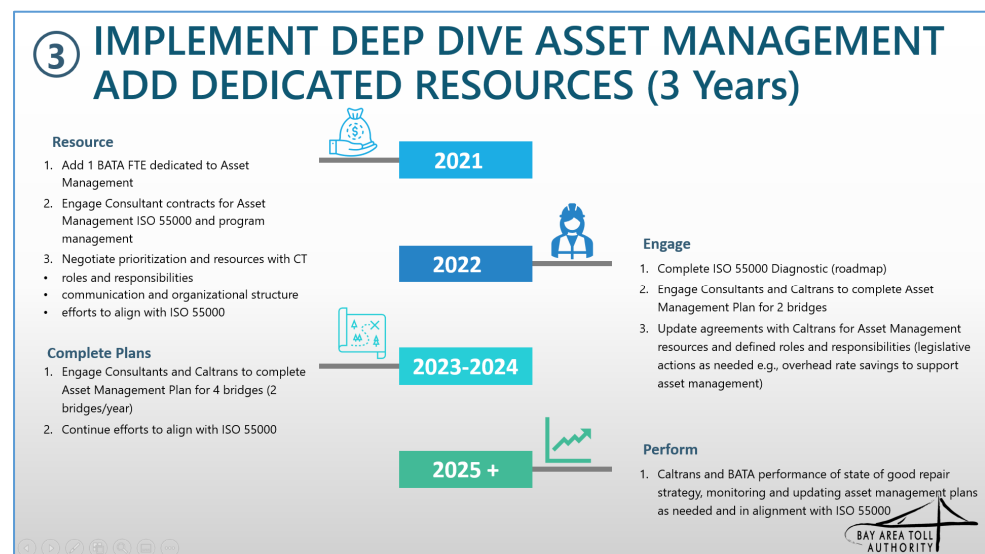 3
IMPLEMENT DEEP DIVE ASSET MANAGEMENT
ADD DEDICATED RESOURCES (3 Years)
Resource
1. Add 1 BATA FTE dedicated to Asset
Management
2. Engage Consultant contracts for Asset
Management ISO 55000 and program
management
3. Negotiate prioritization and resources with CT
• roles and responsibilities
• communication and organizational structure
• efforts to align with ISO 55000
$
2021
2022
Engage
1. Complete ISO 55000 Diagnostic (roadmap)
2. Engage Consultants and Caltrans to complete Asset
Management Plan for 2 bridges
3. Update agreements with Caltrans for Asset Management
resources and defined roles and responsibilities (legislative
actions as needed e.g., overhead rate savings to support
asset management)
Complete Plans
1. Engage Consultants and Caltrans to complete
Asset Management Plan for 4 bridges (2
bridges/year)
2. Continue efforts to align with ISO 55000
2023-2024
2025 +
Perform
1. Caltrans and BATA performance of state of good repair
strategy, monitoring and updating asset management plans
as needed and in alignment with ISO 55000
BAY AREA TOLL
AUTHORITY